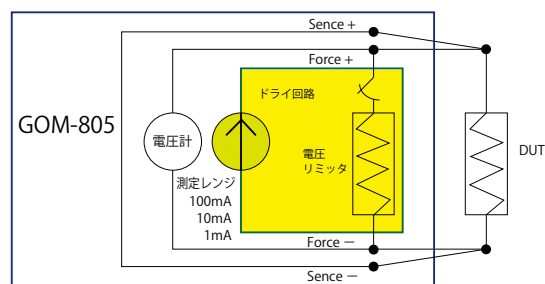 Sence +
Force +
ドライ回路
GOM-805
電圧計
電圧
リミッタ
DUT
測定レンジ
100mA
10mA
1mA
Force －
Sence －